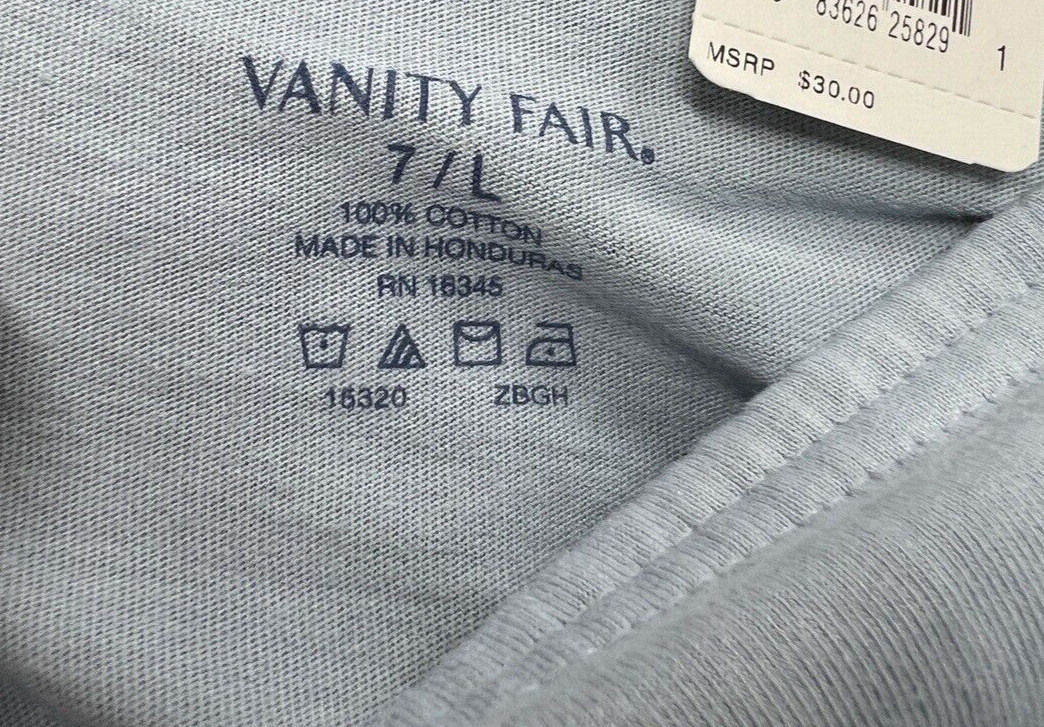 83626 25829 1
MSRP $30.00
VANITY FAIR®
7/L
100% COTTON
MADE IN HONDURAS
RN 16345
16320 ZBGH